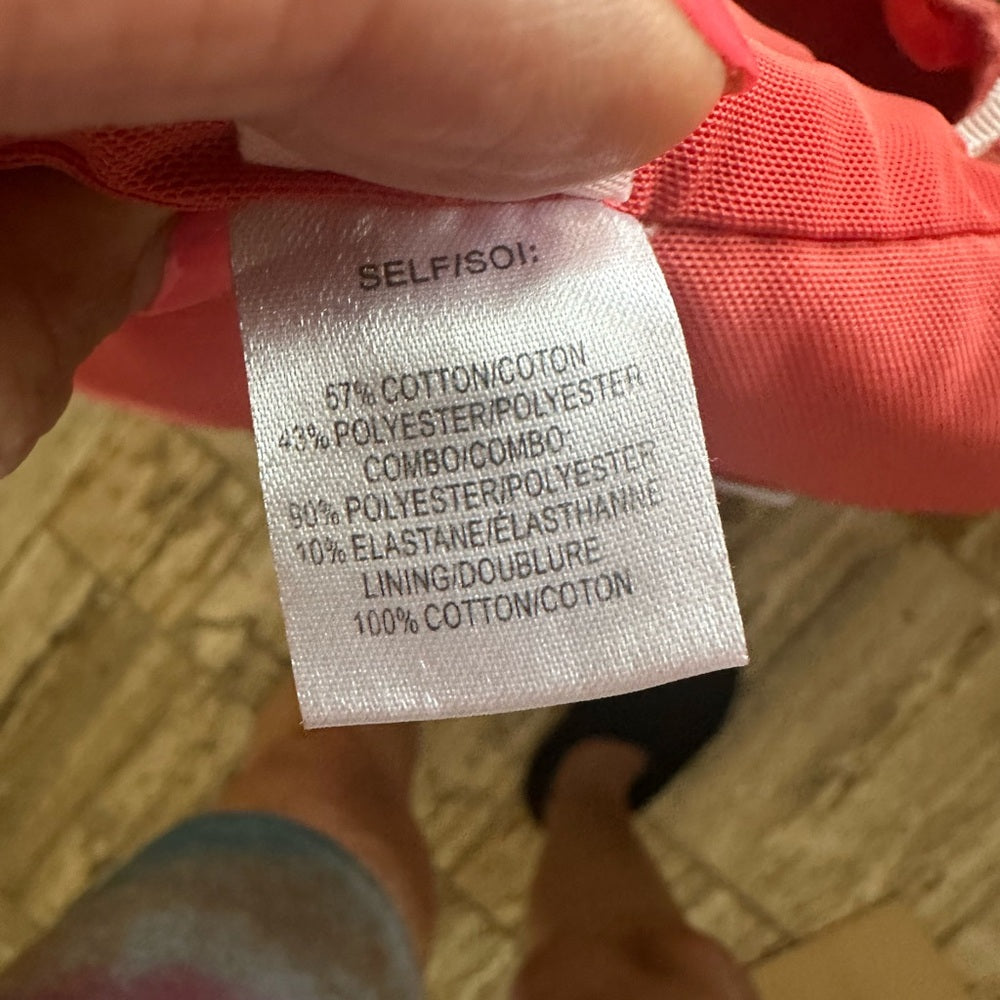 SELF/SOI:
57% COTTON/COTON
43% POLYESTER/POLYESTER
COMBO/COMBO:
90% POLYESTER/POLYESTER
10% ELASTANE/ÉLASTHANNE
LINING/DOUBLURE
100% COTTON/COTON